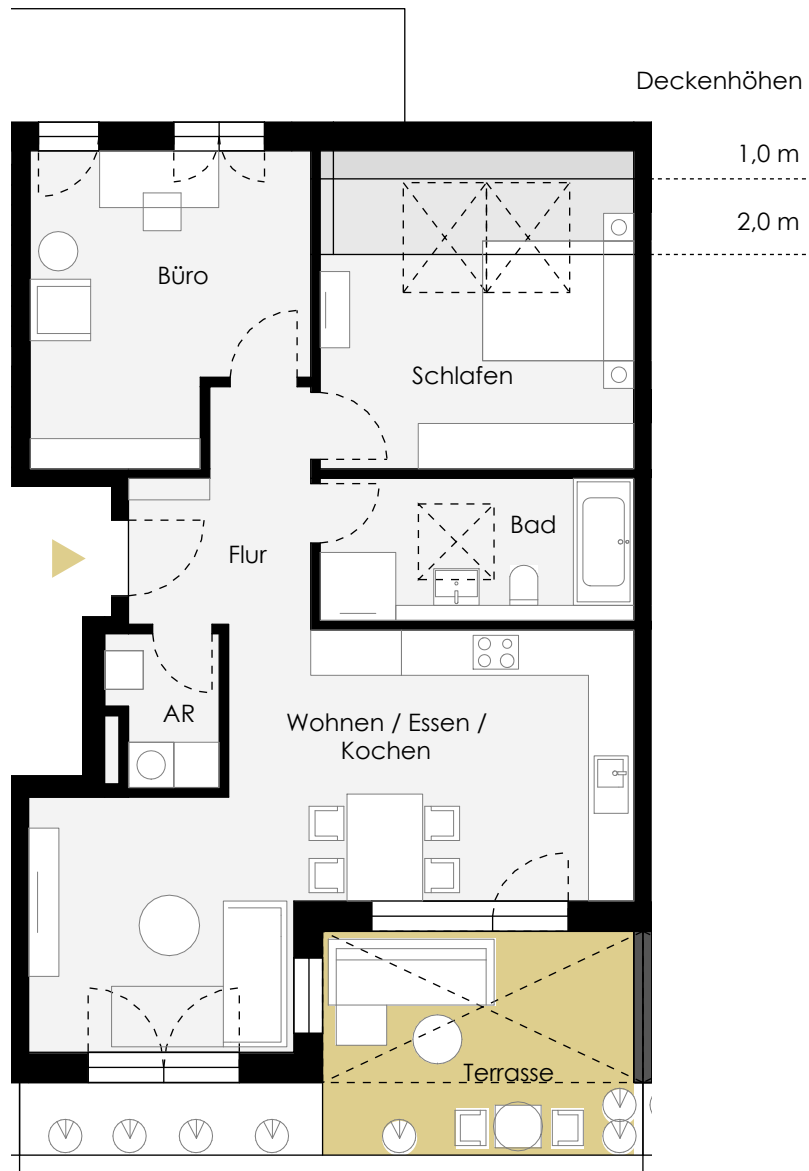 Deckenhöhen
1,0 m
2,0 m
Büro
Schlafen
Bad
Flur
AR
Wohnen / Essen /
Kochen
Terrasse